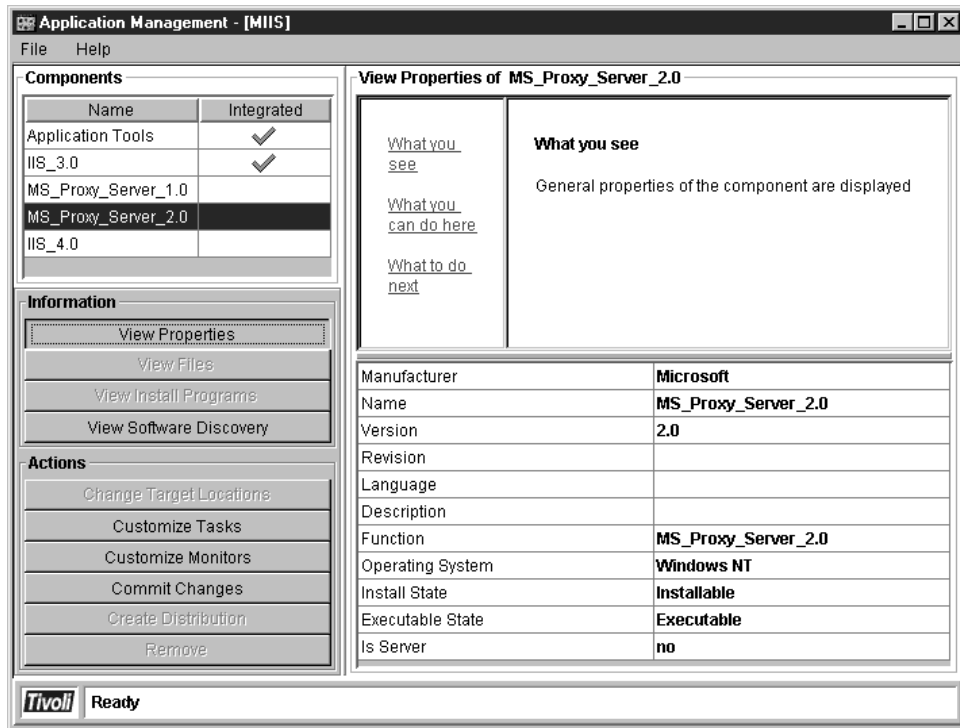 Application Management - [MIIS]
File Help
Components
Name Integrated
Application Tools
IIS_3.0
MS_Proxy_Server_1.0
MS_Proxy_Server_2.0
IIS_4.0
Information
View Properties
View Files
View Install Programs
View Software Discovery
Actions
Change Target Locations
Customize Tasks
Customize Monitors
Commit Changes
Create Distribution
Remove
View Properties of MS_Proxy_Server_2.0
What you
see
What you
can do here
What to do
next
What you see
General properties of the component are displayed
Manufacturer Microsoft
Name MS_Proxy_Server_2.0
Version 2.0
Revision
Language
Description
Function MS_Proxy_Server_2.0
Operating System Windows NT
Install State Installable
Executable State Executable
Is Server no
Tivoli Ready